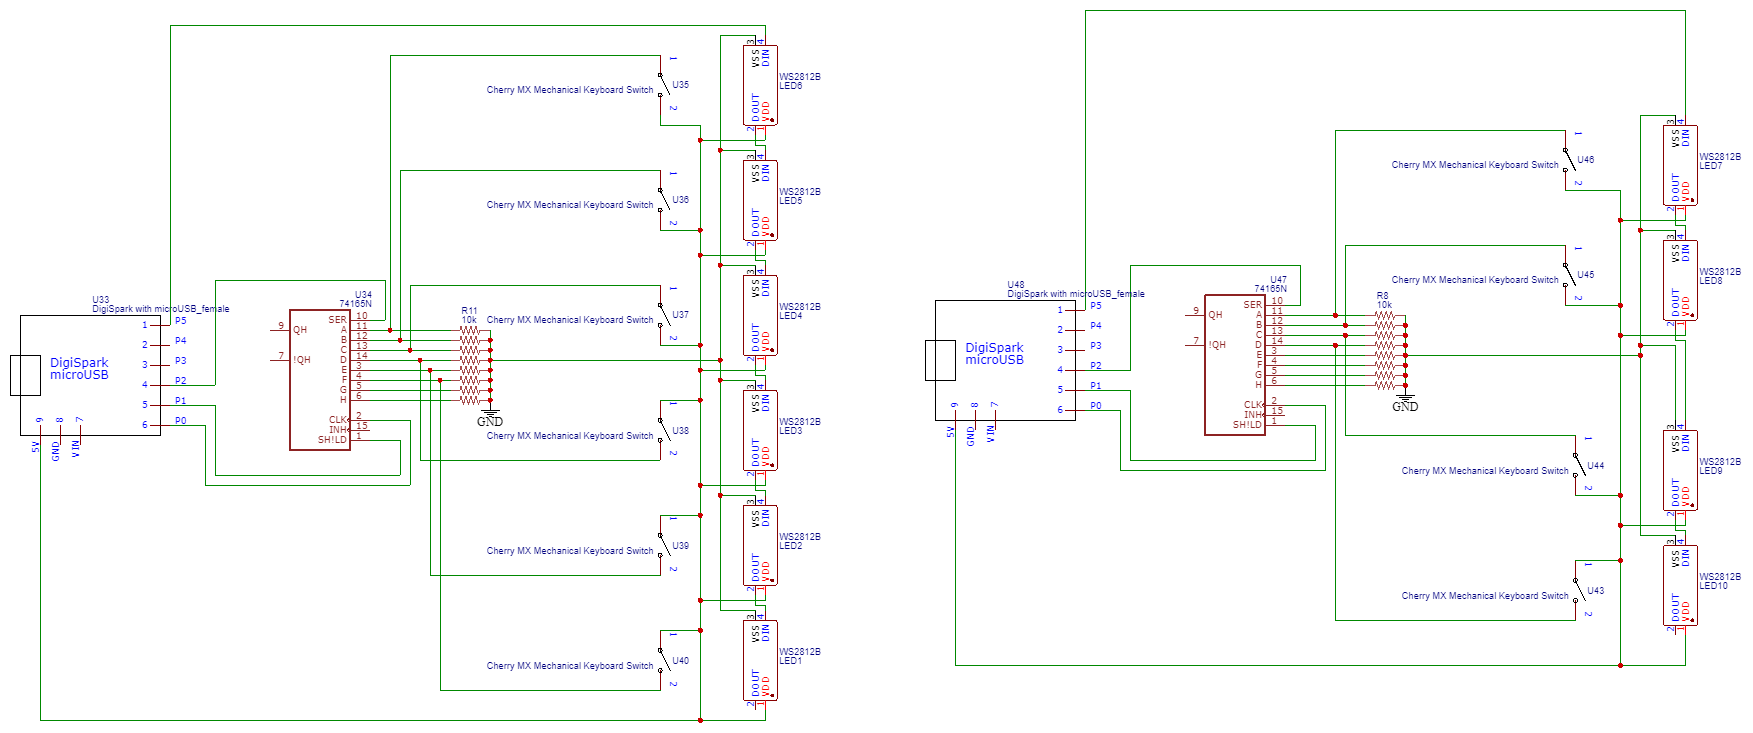 U33
DigiSpark with microUSB_female
DigiSpark
microUSB
1 P5
2 P4
3 P3
4 P2
5 P1
6 P0
9 8 7
5V GND VIN
U34
74165N
9 QH
7 !QH
SER 10
A 11
B 12
C 13
D 14
E 3
F 4
G 5
H 6
CLK 2
INH 15
SH!LD 1
R11
10k
GND
1
Cherry MX Mechanical Keyboard Switch U35
2
1
Cherry MX Mechanical Keyboard Switch U36
2
1
Cherry MX Mechanical Keyboard Switch U37
2
1
Cherry MX Mechanical Keyboard Switch U38
2
1
Cherry MX Mechanical Keyboard Switch U39
2
1
Cherry MX Mechanical Keyboard Switch U40
2
3 4
VSS DIN
WS2812B
LED6
DOUT VDD
2 1
3 4
VSS DIN
WS2812B
LED5
DOUT VDD
2 1
3 4
VSS DIN
WS2812B
LED4
DOUT VDD
2 1
3 4
VSS DIN
WS2812B
LED3
DOUT VDD
2 1
3 4
VSS DIN
WS2812B
LED2
DOUT VDD
2 1
3 4
VSS DIN
WS2812B
LED1
DOUT VDD
2 1
U48
DigiSpark with microUSB_female
DigiSpark
microUSB
1 P5
2 P4
3 P3
4 P2
5 P1
6 P0
9 8 7
5V GND VIN
U47
74165N
9 QH
7 !QH
SER 10
A 11
B 12
C 13
D 14
E 3
F 4
G 5
H 6
CLK 2
INH 15
SH!LD 1
R8
10k
GND
1
Cherry MX Mechanical Keyboard Switch U46
2
1
Cherry MX Mechanical Keyboard Switch U45
2
1
Cherry MX Mechanical Keyboard Switch U44
2
1
Cherry MX Mechanical Keyboard Switch U43
2
3 4
VSS DIN
WS2812B
LED7
DOUT VDD
2 1
3 4
VSS DIN
WS2812B
LED8
DOUT VDD
2 1
3 4
VSS DIN
WS2812B
LED9
DOUT VDD
2 1
3 4
VSS DIN
WS2812B
LED10
DOUT VDD
2 1